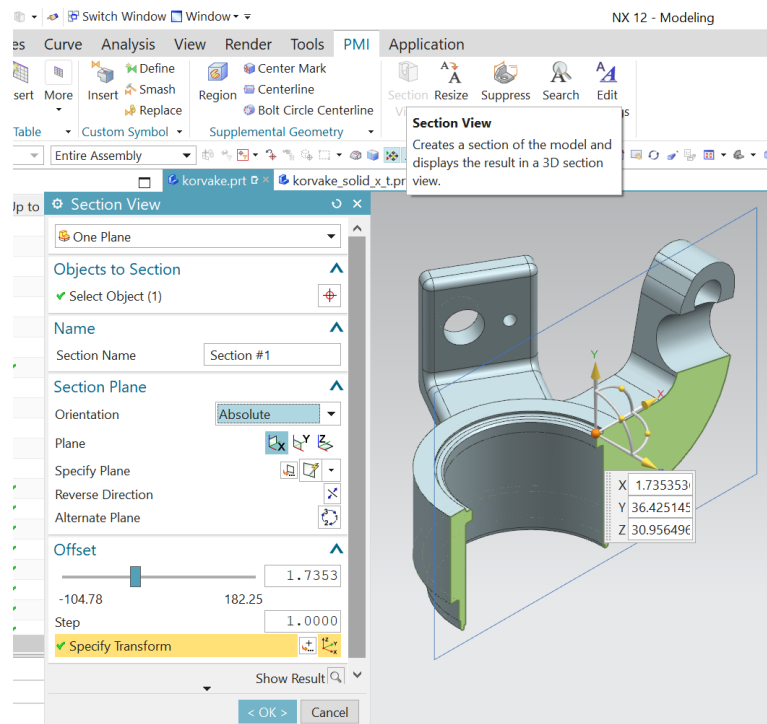 Switch Window Window
NX 12 - Modeling
es Curve Analysis View Render Tools PMI Application
sert More Insert Define Smash Replace
Region Center Mark Centerline Bolt Circle Centerline
Section Resize Suppress Search Edit
Table Custom Symbol Supplemental Geometry
Section View
Creates a section of the model and
displays the result in a 3D section
view.
Entire Assembly
korvake.prt korvake_solid_x_t.pr
Up to
Section View
One Plane
Objects to Section
Select Object (1)
Name
Section Name Section #1
Section Plane
Orientation Absolute
Plane X Y Z
Specify Plane
Reverse Direction
Alternate Plane
Offset
1.7353
-104.78 182.25
Step 1.0000
Specify Transform
Show Result
< OK > Cancel
Y
X
X 1.735353
Y 36.425145
Z 30.956496